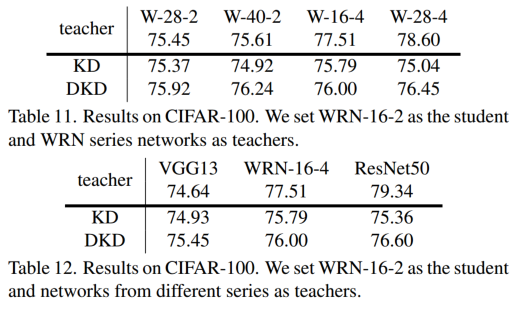 teacher W-28-2 W-40-2 W-16-4 W-28-4
75.45 75.61 77.51 78.60
KD 75.37 74.92 75.79 75.04
DKD 75.92 76.24 76.00 76.45
Table 11. Results on CIFAR-100. We set WRN-16-2 as the student
and WRN series networks as teachers.
teacher VGG13 WRN-16-4 ResNet50
74.64 77.51 79.34
KD 74.93 75.79 75.36
DKD 75.45 76.00 76.60
Table 12. Results on CIFAR-100. We set WRN-16-2 as the student
and networks from different series as teachers.